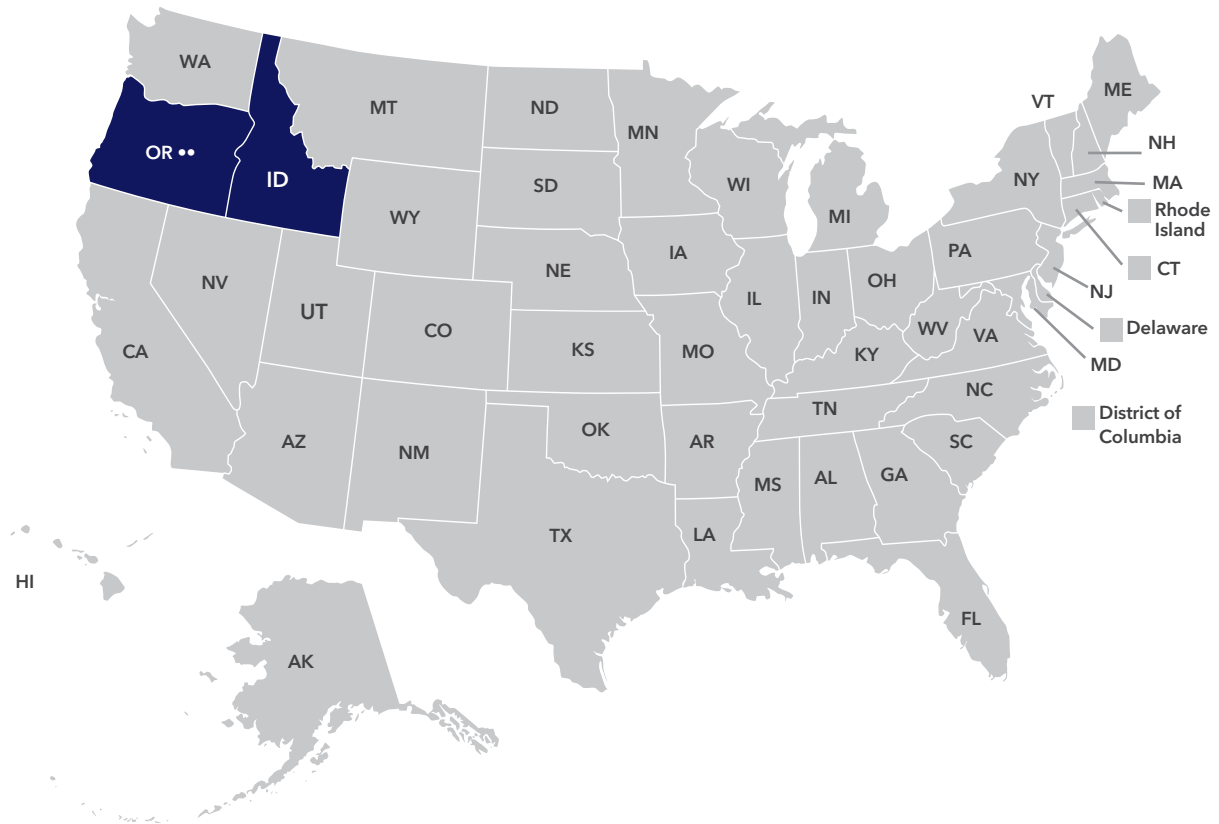 WA
MT
ND
MN
VT
ME
OR ••
ID
SD
WI
NY
NH
MA
WY
MI
Rhode
Island
IA
PA
NV
NE
OH
CT
UT
IL
IN
NJ
CO
WV
VA
Delaware
CA
KS
MO
KY
MD
NC
TN
District of
Columbia
AZ
NM
OK
AR
SC
MS
AL
GA
TX
LA
HI
FL
AK